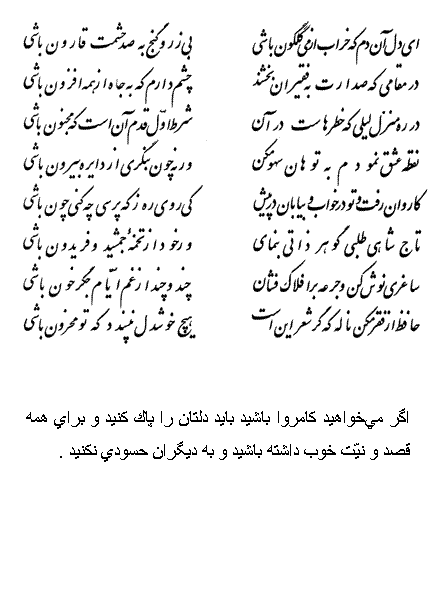 ای دل آن دم که خراب از می گلگون باشی بی زر و گنج به صد حشمت قارون باشی
در مقامی که صدارت به فقیران بخشند چشم دارم که به جاه از همه افزون باشی
در ره منزل لیلی که خطرهاست در آن شرط اوّل قدم آن است که مجنون باشی
نقطه عشق نمودم به تو هان سهو مکن ورنه چون بنگری از دایره بیرون باشی
کاروان رفت و تو در خواب و بیابان در پیش کی روی ره ز که پرسی چه کنی چون باشی
تاج شاهی طلبی گوهر ذاتی بنمای ور خود از تخمهٔ جمشید و فریدون باشی
ساغری نوش کن و جرعه بر افلاک فشان چند و چند از غم ایّام جگرخون باشی
حافظ از فقر مکن ناله که گر شعر این است هیچ خوشدل نپسندد که تو محزون باشی
اگر مي‌خواهيد كامروا باشيد بايد دلتان را پاك كنيد و براي همه
قصد و نيّت خوب داشته باشيد و به ديگران حسودي نكنيد .